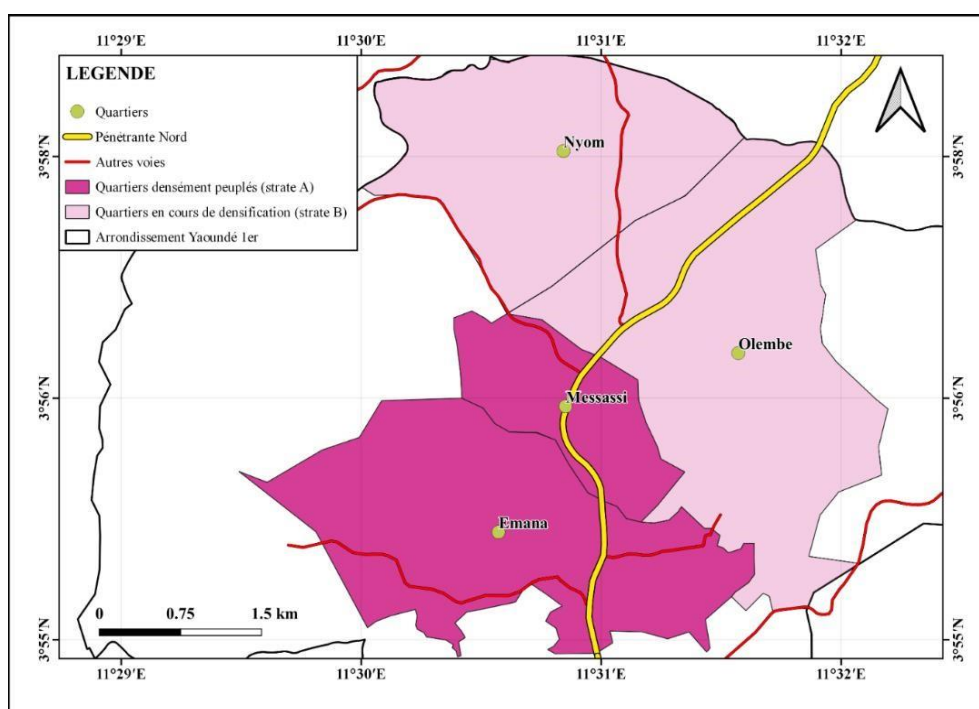 11°29′E 11°30′E 11°31′E 11°32′E
LEGENDE
Quartiers
Pénétrante Nord
Autres voies
Quartiers densément peuplés (strate A)
Quartiers en cours de densification (strate B)
Arrondissement Yaoundé 1er
3°58′N
3°58′N
Nyom
Olembe
3°56′N
3°56′N
Messassi
Emana
0 0.75 1.5 km
3°55′N
3°55′N
11°29′E 11°30′E 11°31′E 11°32′E